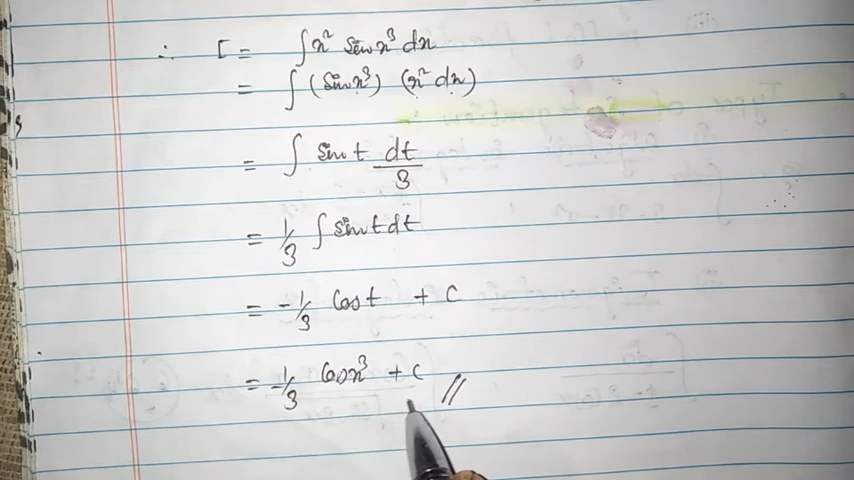 ∴ I = ∫ x² sin x³ dx
= ∫ (sin x³) (x² dx)
= ∫ sin t dt/3
= 1/3 ∫ sin t dt
= -1/3 cos t + c
= -1/3 cos x³ + c //